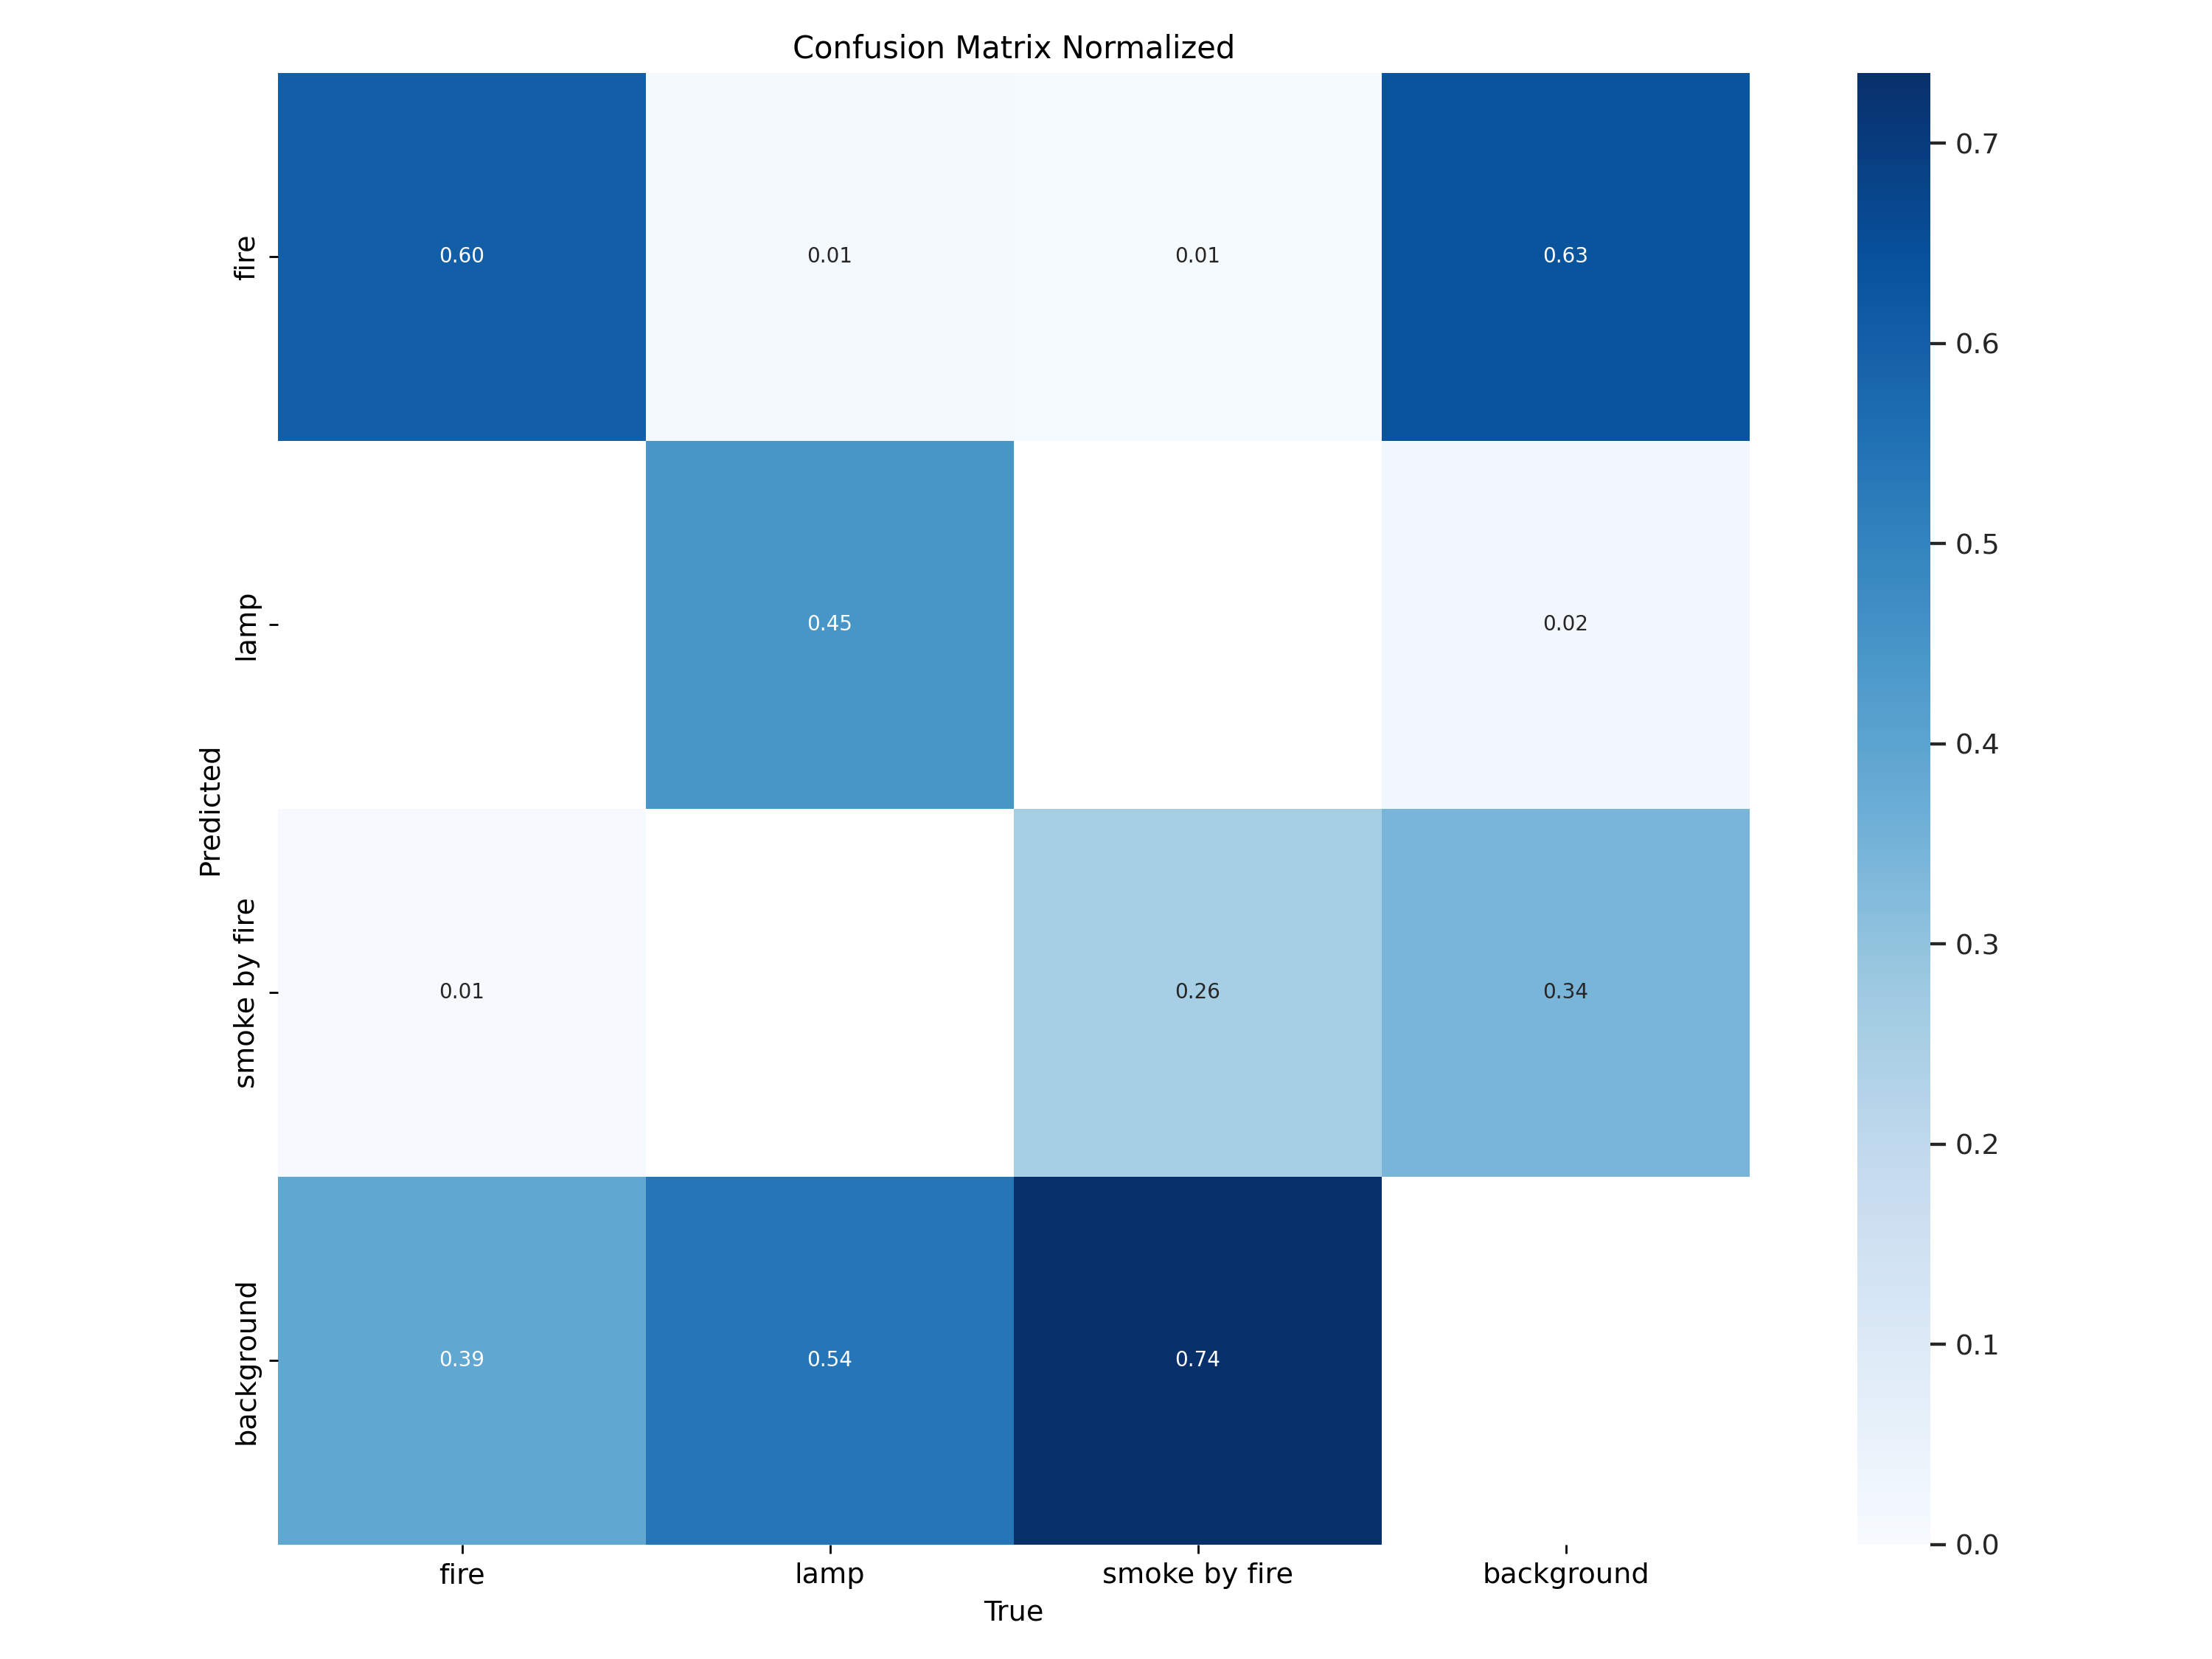 Confusion Matrix Normalized
fire
0.60
0.01
0.01
0.63
lamp
0.45
0.02
smoke by fire
0.01
0.26
0.34
background
0.39
0.54
0.74
Predicted
fire
lamp
smoke by fire
background
True
0.7
0.6
0.5
0.4
0.3
0.2
0.1
0.0